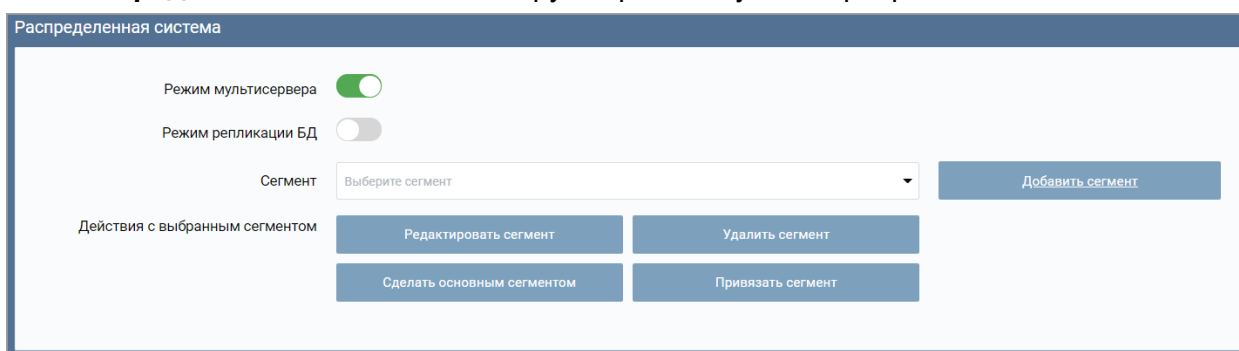 Распределенная система
Режим мультисервера
Режим репликации БД
Сегмент Выберите сегмент Добавить сегмент
Действия с выбранным сегментом Редактировать сегмент Удалить сегмент
Сделать основным сегментом Привязать сегмент